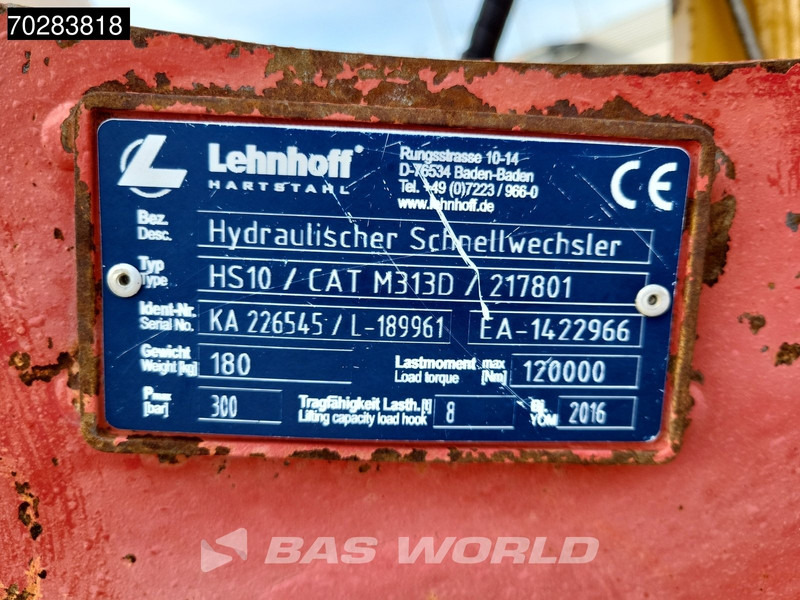 70283818
Lehnhoff®
HARTSTAHL
Rungsstrasse 10-14
D-76534 Baden-Baden
Tel. +49 (0)7223 / 966-0
www.lehnhoff.de
CE
Bez.
Desc.
Hydraulischer Schnellwechsler
Typ
Type
HS10 / CAT M313D / 217801
Ident-Nr.
Serial No.
KA 226545 / L-189961
EA-1422966
Gewicht
Weight [kg]
180
Lastmoment max
Load torque [Nm]
120000
Pmax
[bar]
300
Tragfähigkeit Lasth. [t]
Lifting capacity load hook
8
YOM
2016
BAS WORLD